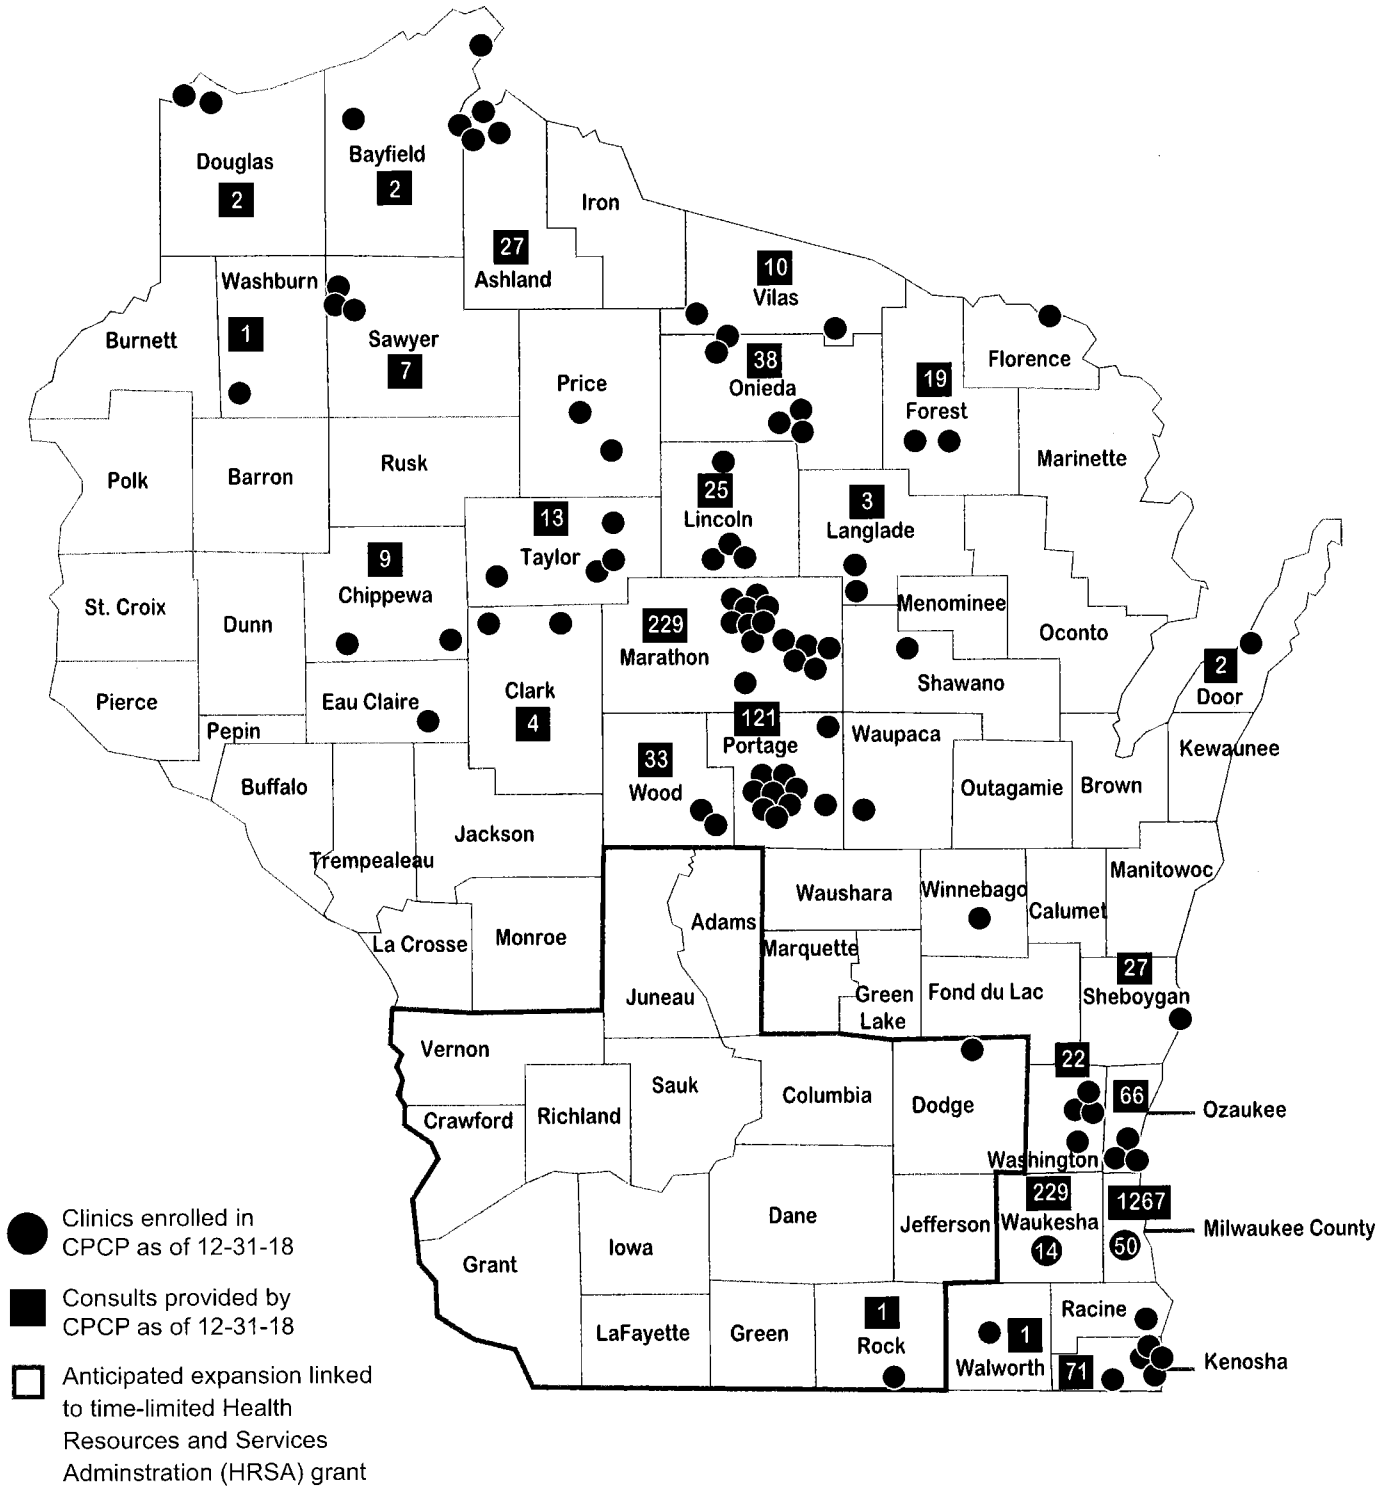 Douglas
2
Bayfield
2
Iron
27
Ashland
10
Vilas
Washburn
1
Burnett
Sawyer
7
Price
38
Onieda
19
Forest
Florence
Marinette
Polk
Barron
Rusk
25
Lincoln
3
Langlade
13
Taylor
9
Chippewa
St. Croix
Dunn
229
Marathon
Menominee
Oconto
2
Door
Shawano
Pierce
Eau Claire
Clark
4
Pepin
121
Portage
Waupaca
33
Wood
Kewaunee
Buffalo
Outagamie
Brown
Jackson
Trempealeau
Manitowoc
Waushara
Winnebago
Calumet
Adams
La Crosse
Monroe
Marquette
Juneau
Green
Lake
Fond du Lac
27
Sheboygan
Vernon
22
Sauk
Columbia
Dodge
66
Ozaukee
Crawford
Richland
Washington
229
Waukesha
14
1267
50
Milwaukee County
Dane
Jefferson
Iowa
Grant
LaFayette
Green
1
Rock
1
Walworth
Racine
71
Kenosha
Clinics enrolled in
CPCP as of 12-31-18
Consults provided by
CPCP as of 12-31-18
Anticipated expansion linked
to time-limited Health
Resources and Services
Adminstration (HRSA) grant